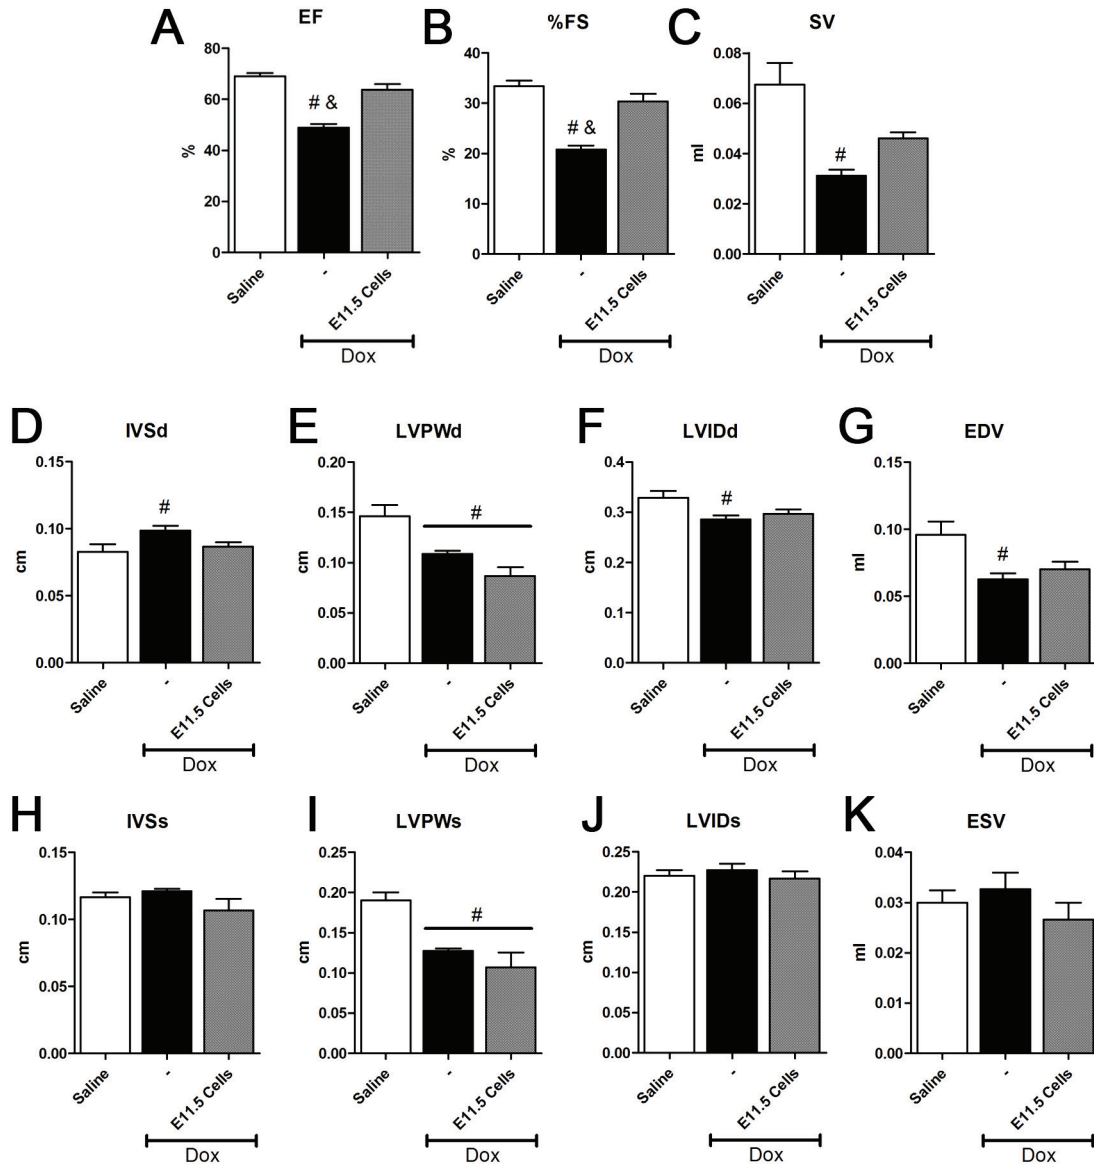 A EF
80
60
40
20
0
%
# &
Saline
-
E11.5 Cells
Dox
B %FS
40
30
20
10
0
%
# &
Saline
-
E11.5 Cells
Dox
C SV
0.08
0.06
0.04
0.02
0.00
ml
#
Saline
-
E11.5 Cells
Dox
D IVSd
0.15
0.10
0.05
0.00
cm
#
Saline
-
E11.5 Cells
Dox
E LVPWd
0.20
0.15
0.10
0.05
0.00
cm
#
Saline
-
E11.5 Cells
Dox
F LVIDd
0.4
0.3
0.2
0.1
0.0
cm
#
Saline
-
E11.5 Cells
Dox
G EDV
0.15
0.10
0.05
0.00
ml
#
Saline
-
E11.5 Cells
Dox
H IVSs
0.15
0.10
0.05
0.00
cm
Saline
-
E11.5 Cells
Dox
I LVPWs
0.25
0.20
0.15
0.10
0.05
0.00
cm
#
Saline
-
E11.5 Cells
Dox
J LVIDs
0.25
0.20
0.15
0.10
0.05
0.00
cm
Saline
-
E11.5 Cells
Dox
K ESV
0.04
0.03
0.02
0.01
0.00
ml
Saline
-
E11.5 Cells
Dox